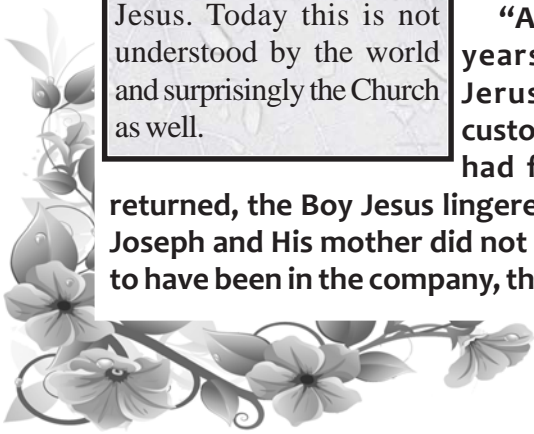 Jesus. Today this is not
understood by the world
and surprisingly the Church
as well.
“A
years
Jerus
custo
had f
returned, the Boy Jesus lingere
Joseph and His mother did not
to have been in the company, th